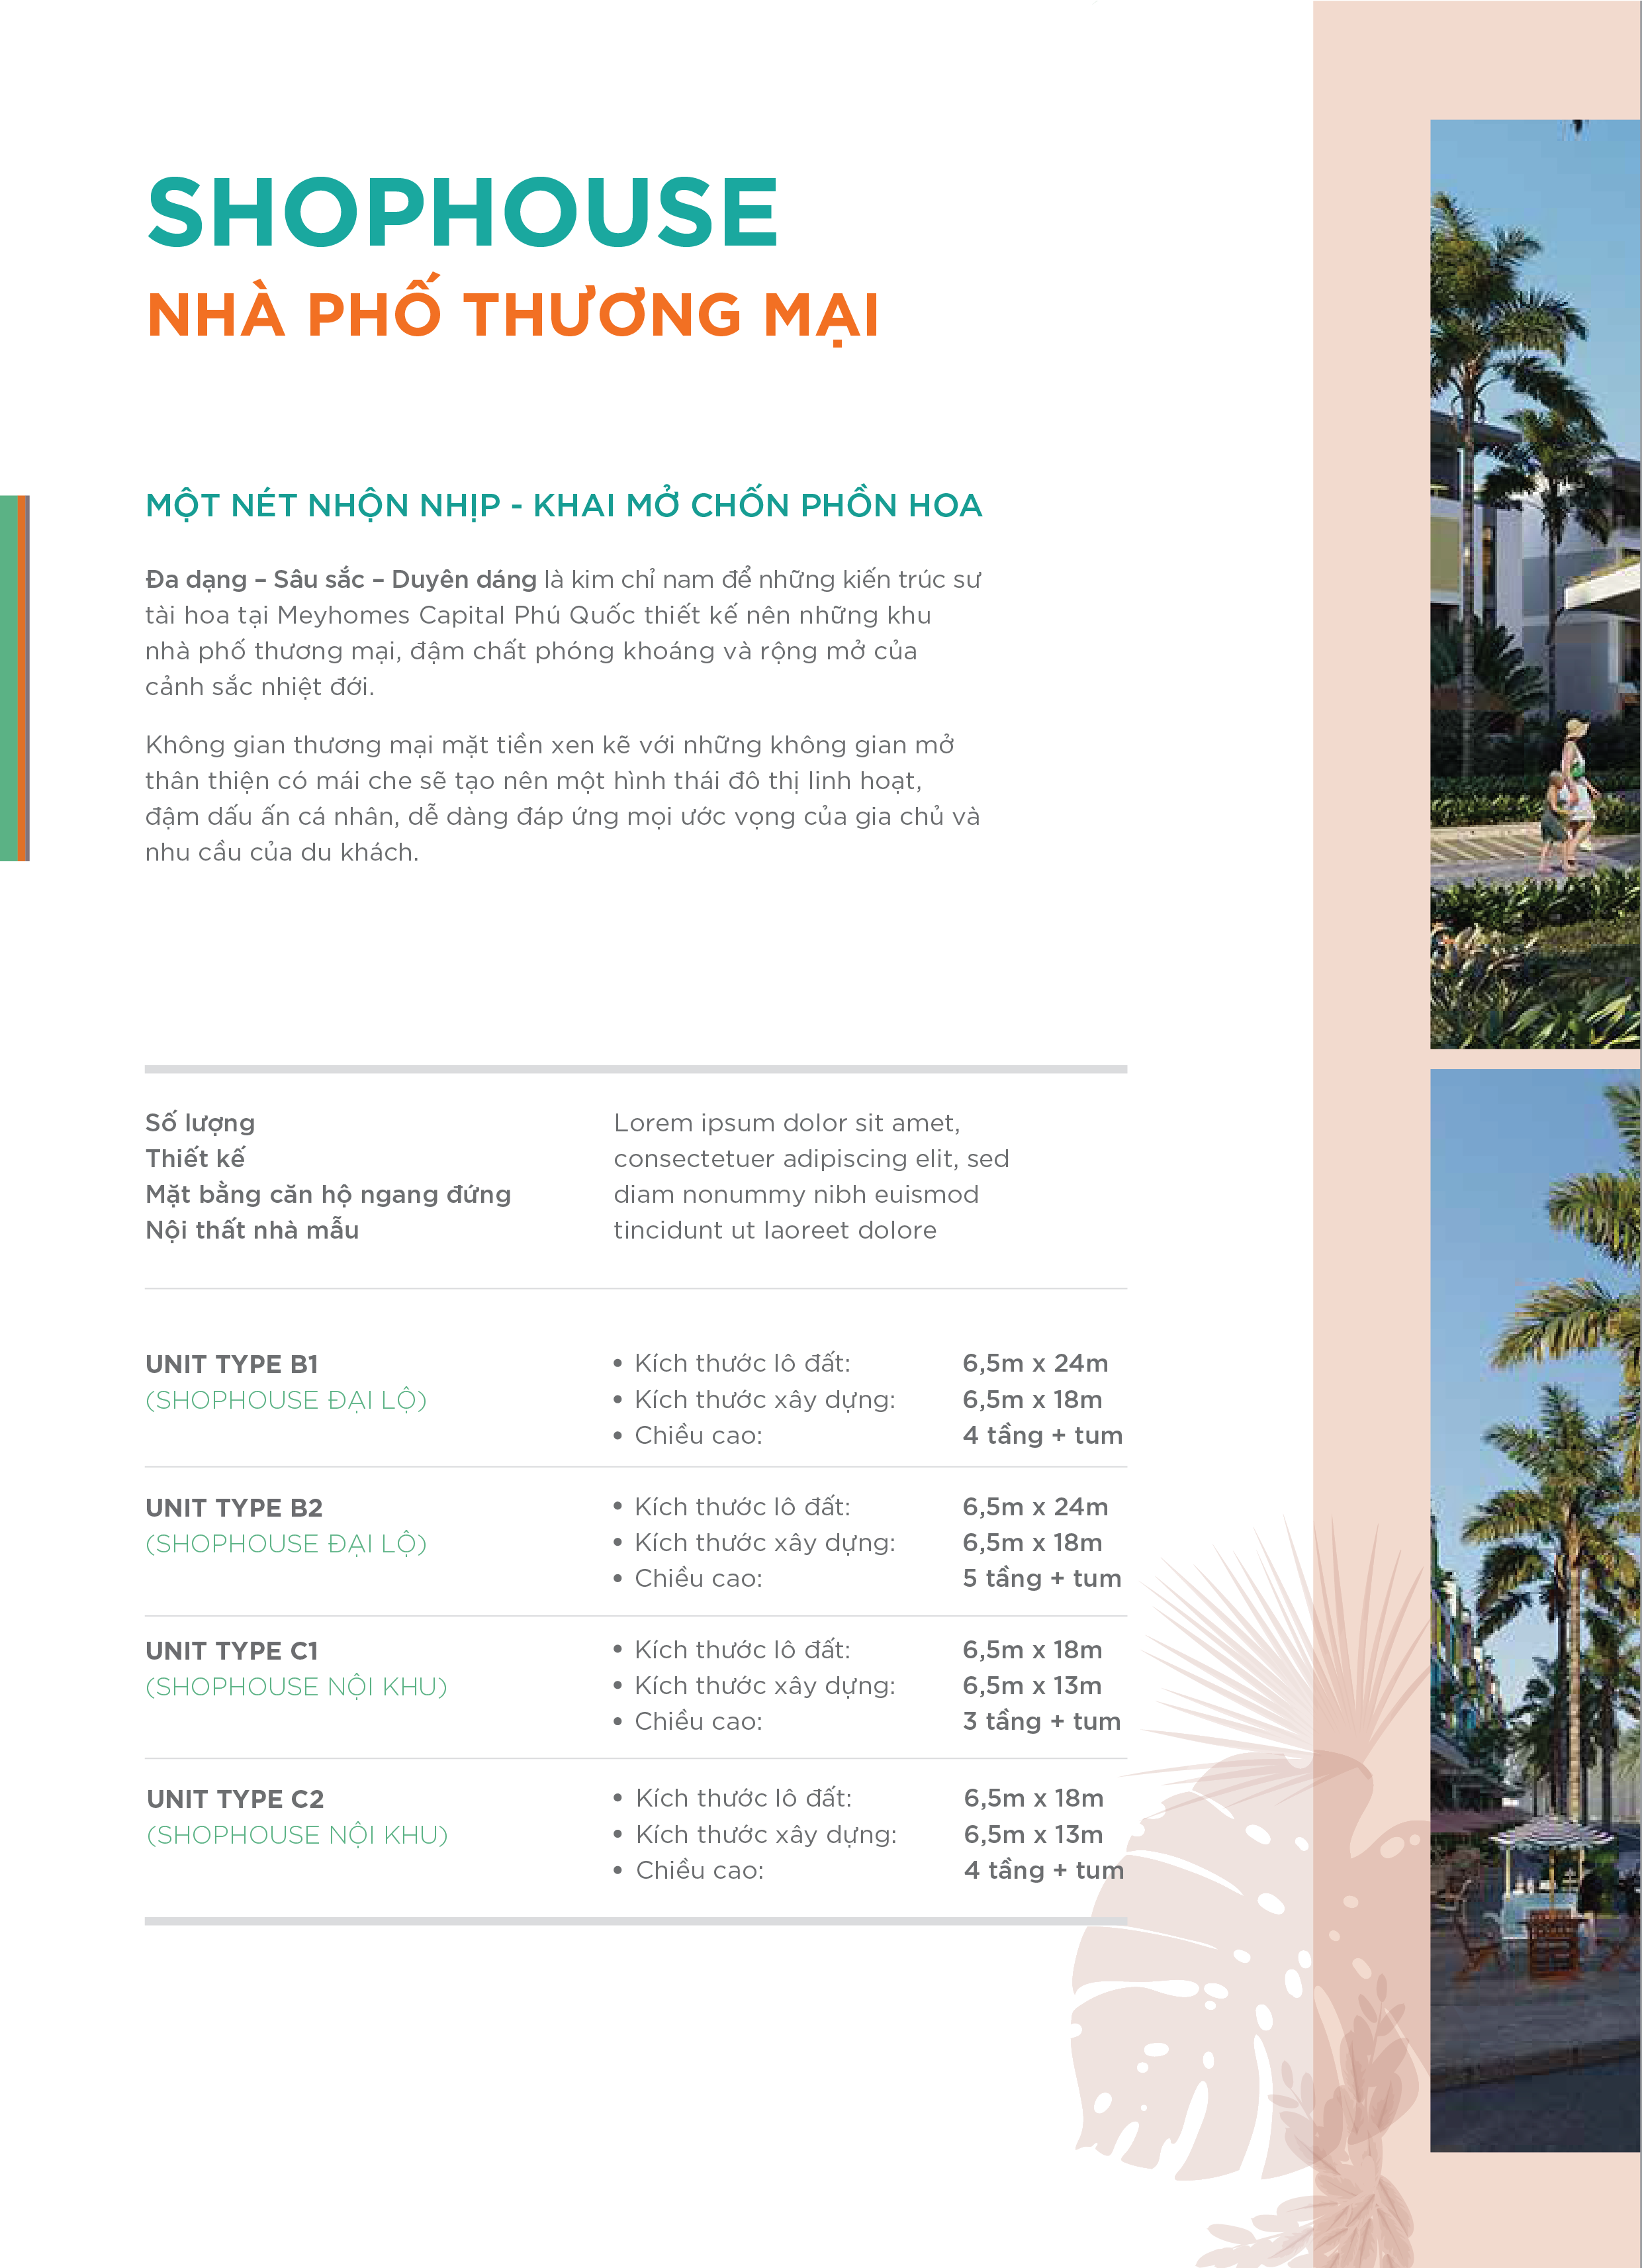 SHOPHOUSE
NHÀ PHỐ THƯƠNG MẠI
MỘT NÉT NHỘN NHỊP - KHAI MỞ CHỐN PHỒN HOA
Đa dạng – Sâu sắc – Duyên dáng là kim chỉ nam để những kiến trúc sư
tài hoa tại Meyhomes Capital Phú Quốc thiết kế nên những khu
nhà phố thương mại, đậm chất phóng khoáng và rộng mở của
cảnh sắc nhiệt đới.
Không gian thương mại mặt tiền xen kẽ với những không gian mở
thân thiện có mái che sẽ tạo nên một hình thái đô thị linh hoạt,
đậm dấu ấn cá nhân, dễ dàng đáp ứng mọi ước vọng của gia chủ và
nhu cầu của du khách.
Số lượng
Thiết kế
Mặt bằng căn hộ ngang đứng
Nội thất nhà mẫu
Lorem ipsum dolor sit amet,
consectetuer adipiscing elit, sed
diam nonummy nibh euismod
tincidunt ut laoreet dolore
UNIT TYPE B1
(SHOPHOUSE ĐẠI LỘ)
• Kích thước lô đất: 6,5m x 24m
• Kích thước xây dựng: 6,5m x 18m
• Chiều cao: 4 tầng + tum
UNIT TYPE B2
(SHOPHOUSE ĐẠI LỘ)
• Kích thước lô đất: 6,5m x 24m
• Kích thước xây dựng: 6,5m x 18m
• Chiều cao: 5 tầng + tum
UNIT TYPE C1
(SHOPHOUSE NỘI KHU)
• Kích thước lô đất: 6,5m x 18m
• Kích thước xây dựng: 6,5m x 13m
• Chiều cao: 3 tầng + tum
UNIT TYPE C2
(SHOPHOUSE NỘI KHU)
• Kích thước lô đất: 6,5m x 18m
• Kích thước xây dựng: 6,5m x 13m
• Chiều cao: 4 tầng + tum